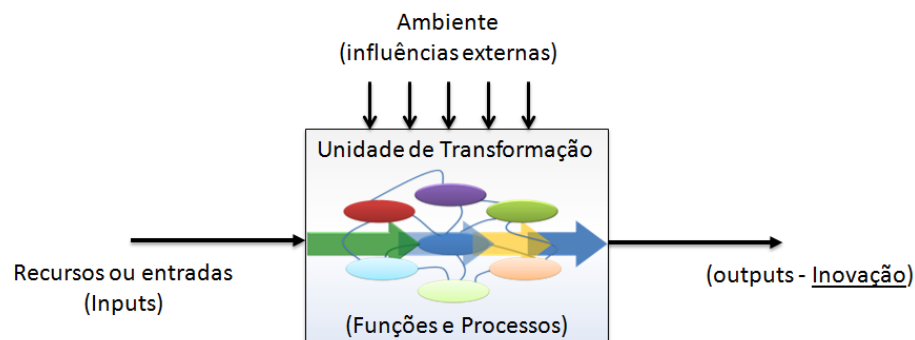 Ambiente
(influências externas)
Unidade de Transformação
Recursos ou entradas
(Inputs)
(outputs - Inovação)
(Funções e Processos)